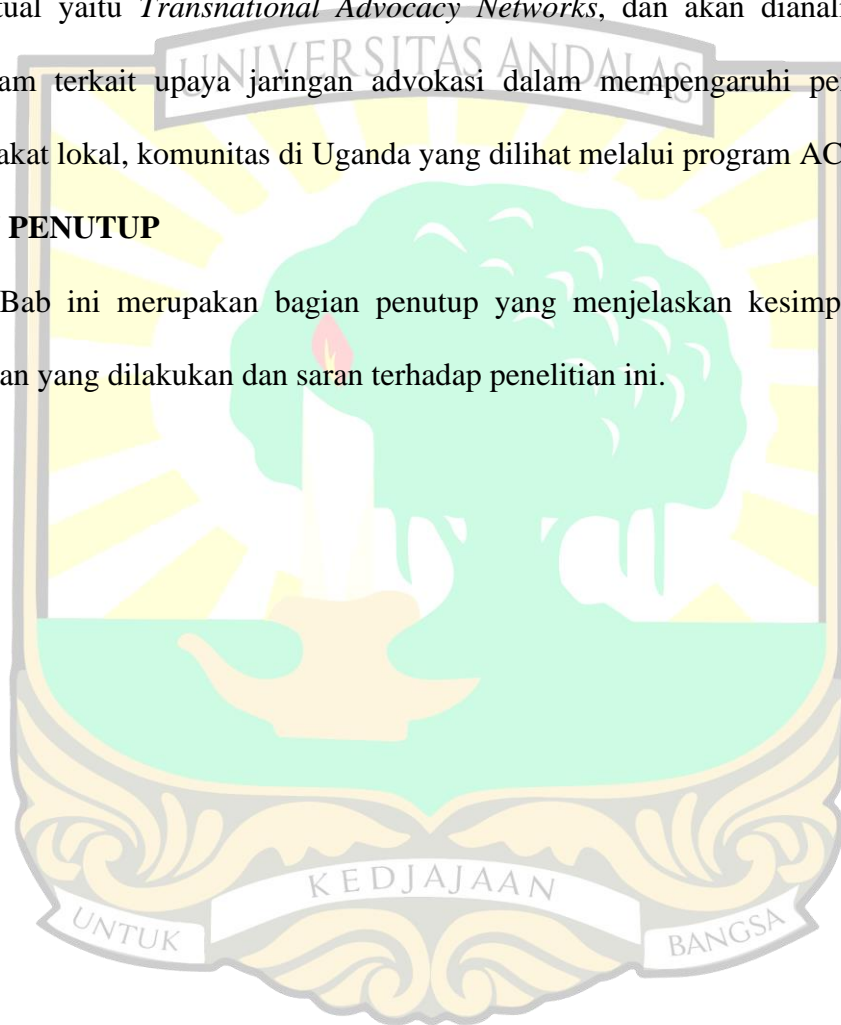 tual yaitu Transnational Advocacy Networks, dan akan dianali
UNIVERSITAS ANDALAS
am terkait upaya jaringan advokasi dalam mempengaruhi pe
akat lokal, komunitas di Uganda yang dilihat melalui program AC
PENUTUP
Bab ini merupakan bagian penutup yang menjelaskan kesimp
an yang dilakukan dan saran terhadap penelitian ini.
UNTUK KEDJAJAAN BANGSA